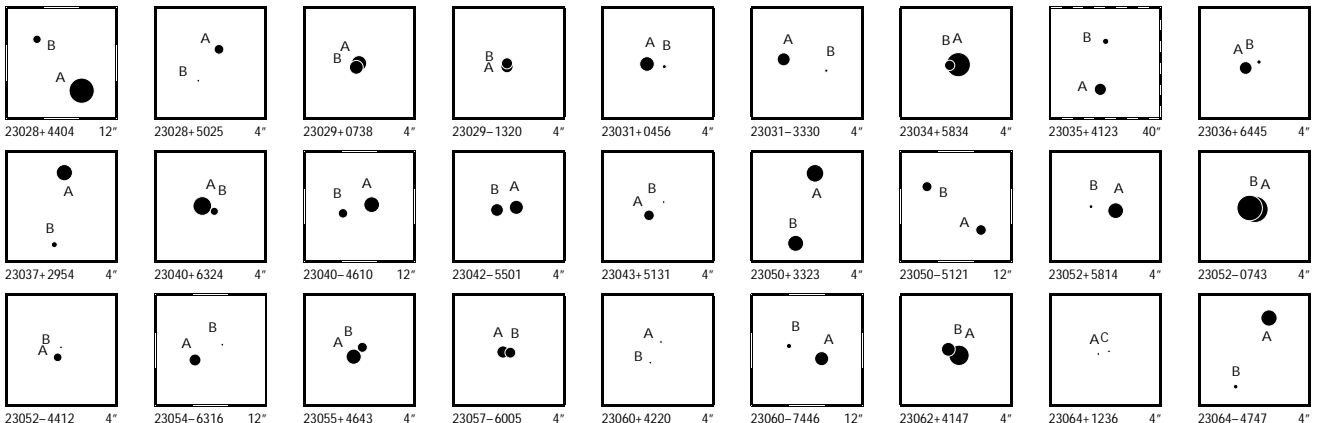 B A
23028+4404 12"
A B
23028+5025 4"
A B
23029+0738 4"
B A
23029−1320 4"
A B
23031+0456 4"
A B
23031−3330 4"
B A
23034+5834 4"
B A
23035+4123 40"
A B
23036+6445 4"
A B
23037+2954 4"
A B
23040+6324 4"
B A
23040−4610 12"
B A
23042−5501 4"
B A
23043+5131 4"
A B
23050+3323 4"
B A
23050−5121 12"
B A
23052+5814 4"
B A
23052−0743 4"
B A
23052−4412 4"
B A
23054−6316 12"
B A
23055+4643 4"
A B
23057−6005 4"
A B
23060+4220 4"
B A
23060−7446 12"
B A
23062+4147 4"
A C
23064+1236 4"
A B
23064−4747 4"